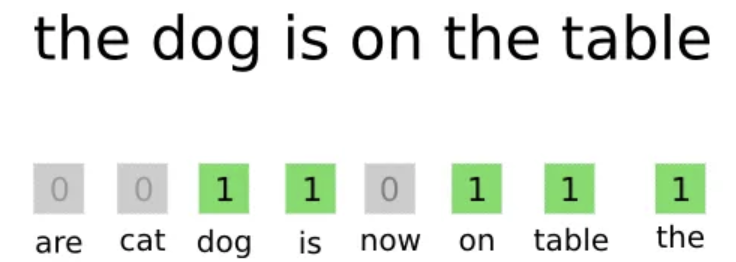 the dog is on the table
0 0 1 1 0 1 1 1
are cat dog is now on table the